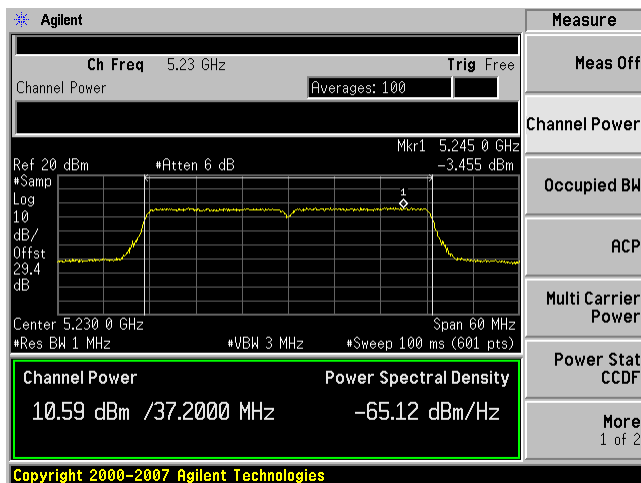 Agilent
Measure
Ch Freq 5.23 GHz Trig Free
Channel Power Averages: 100
Mkr1 5.245 0 GHz
Ref 20 dBm #Atten 6 dB -3.455 dBm
#Samp
Log
10
dB/
Offst
29.4
dB
1
Center 5.230 0 GHz Span 60 MHz
#Res BW 1 MHz #VBW 3 MHz #Sweep 100 ms (601 pts)
Channel Power Power Spectral Density
10.59 dBm /37.2000 MHz -65.12 dBm/Hz
Copyright 2000-2007 Agilent Technologies
Meas Off
Channel Power
Occupied BW
ACP
Multi Carrier
Power
Power Stat
CCDF
More
1 of 2